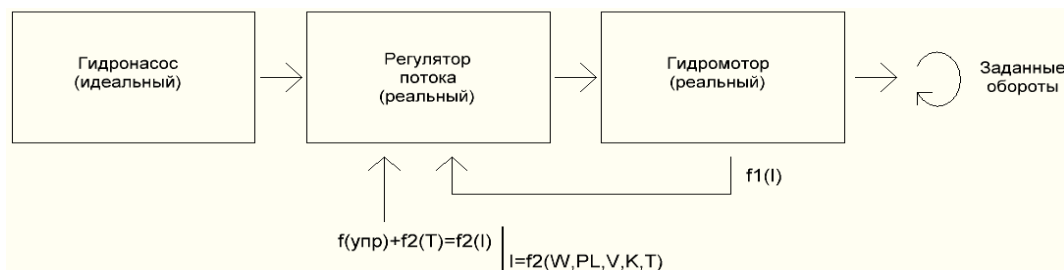 Гидронасос
(идеальный)
Регулятор
потока
(реальный)
Гидромотор
(реальный)
Заданные
обороты
f1(I)
f(упр)+f2(T)=f2(I)
I=f2(W,PL,V,K,T)